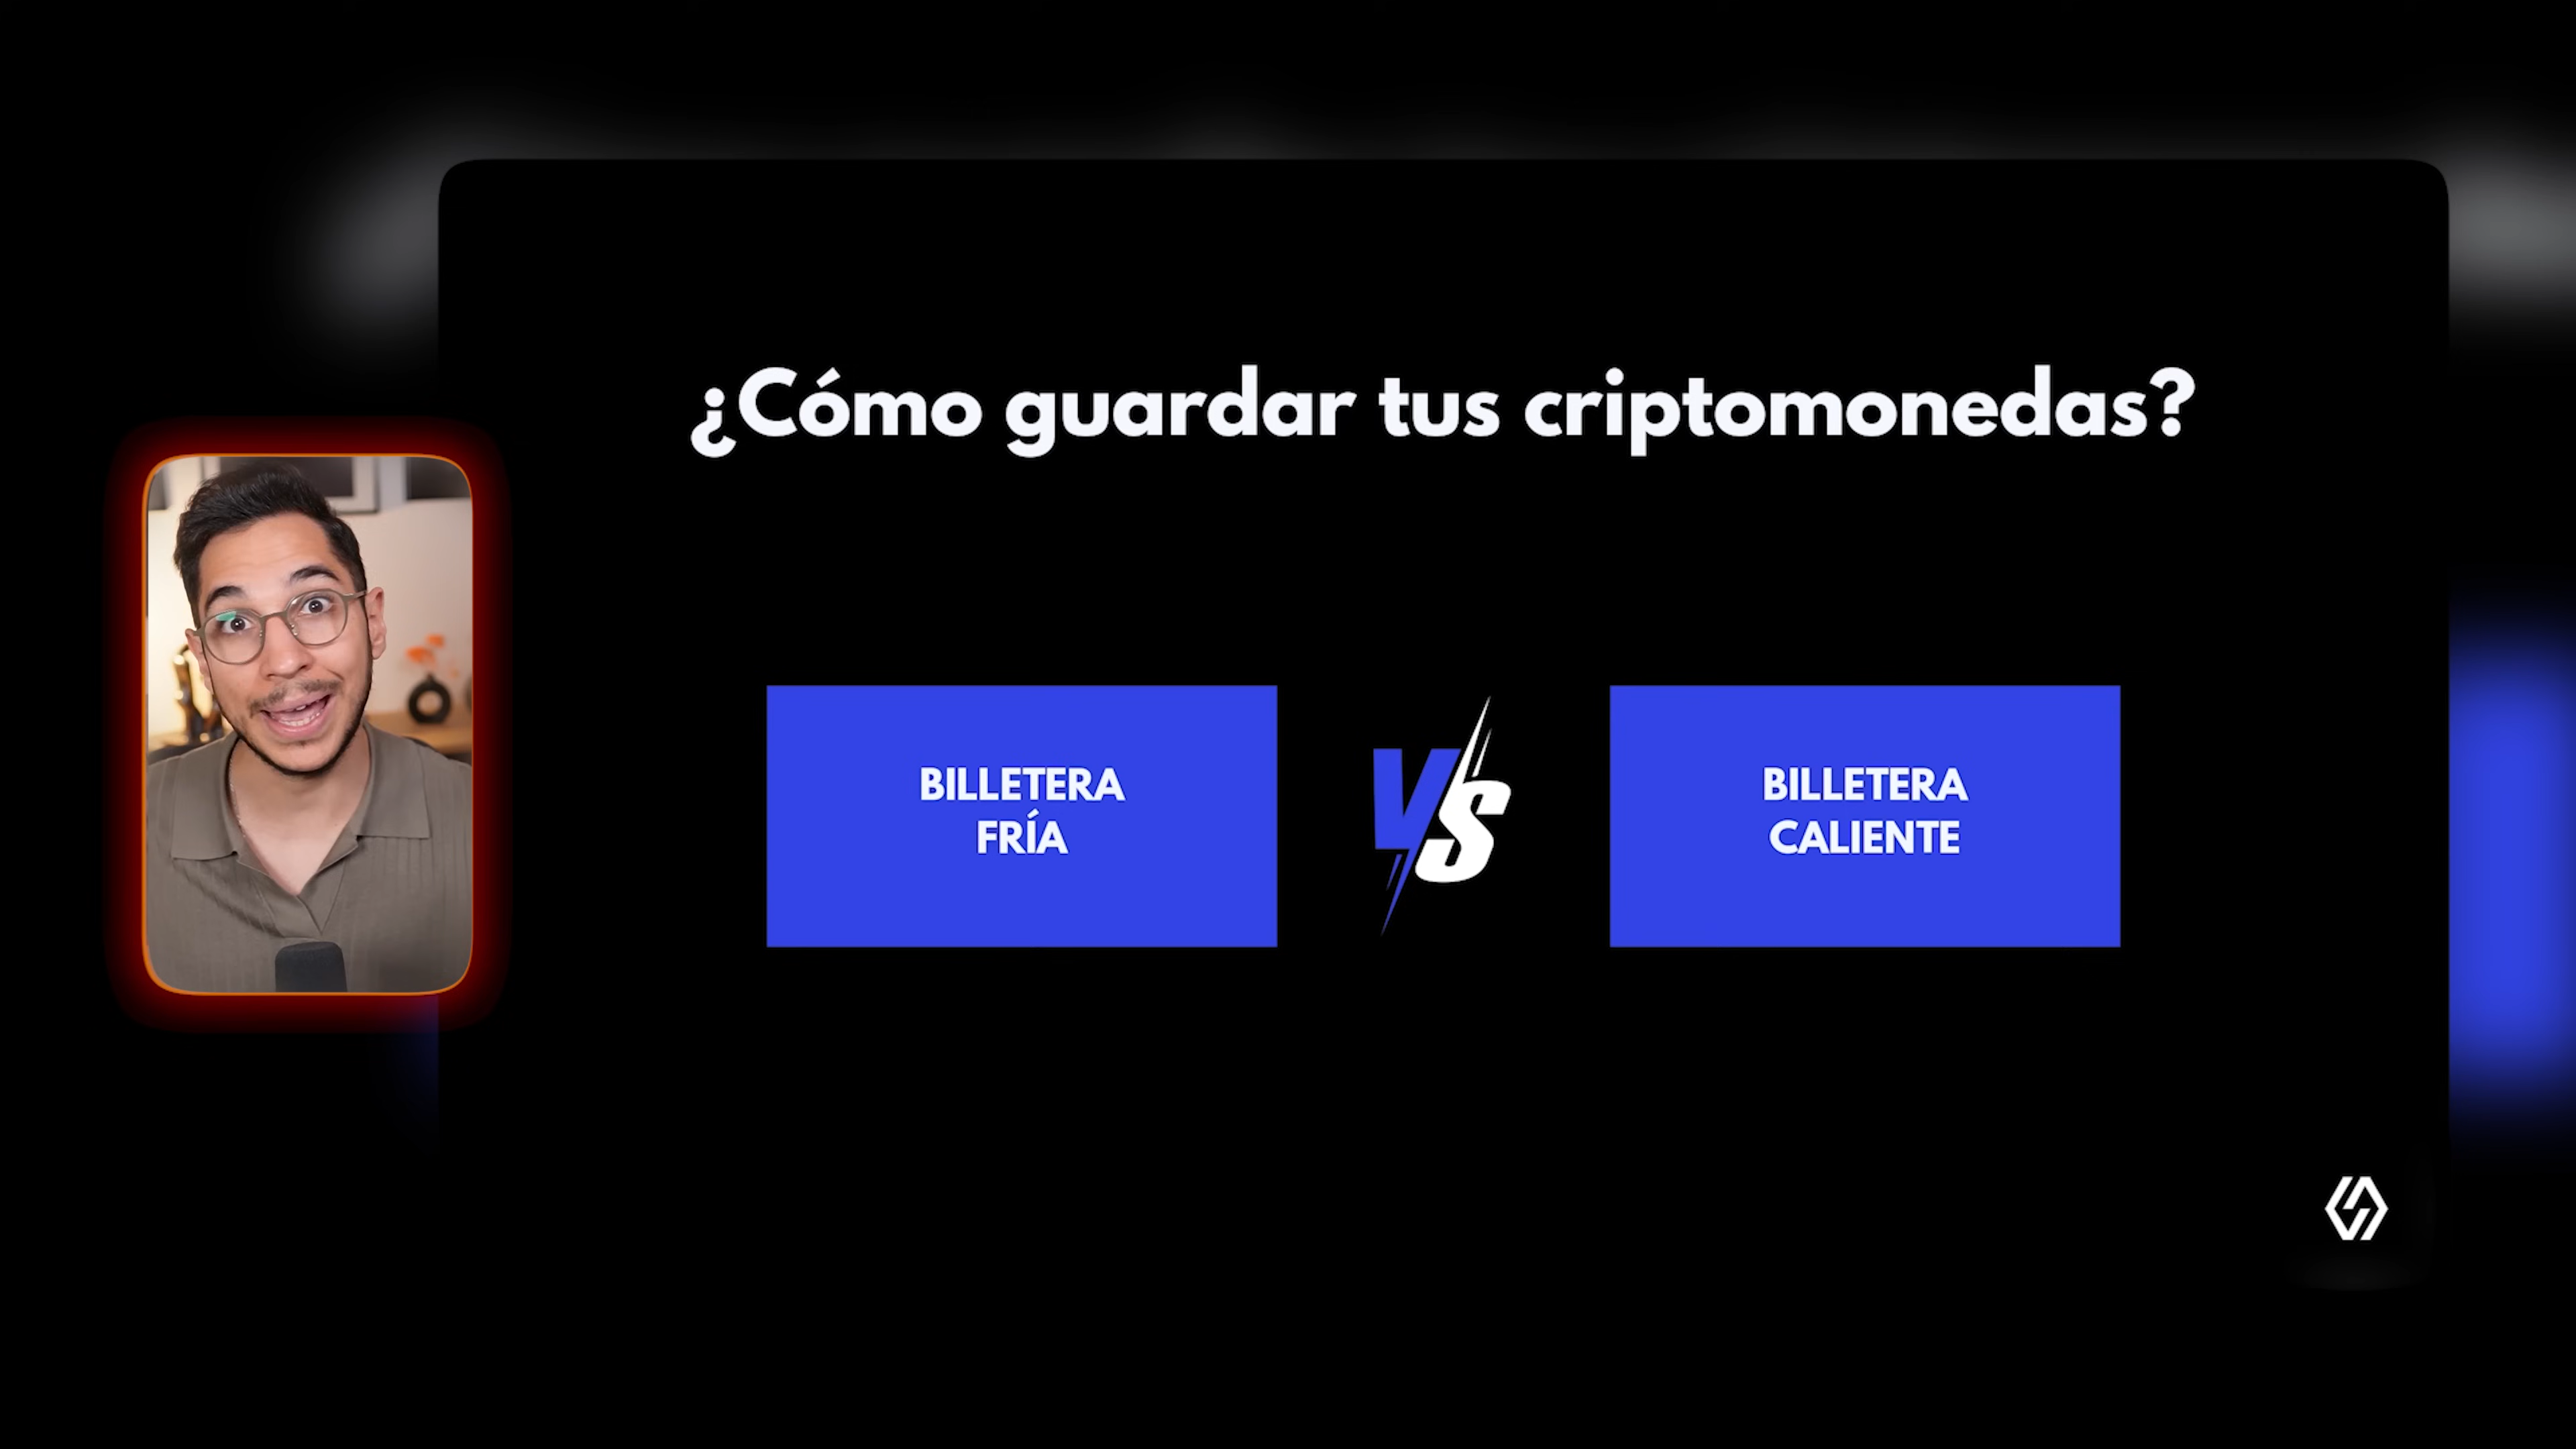 ¿Cómo guardar tus criptomonedas?
BILLETERA
FRÍA
VS
BILLETERA
CALIENTE